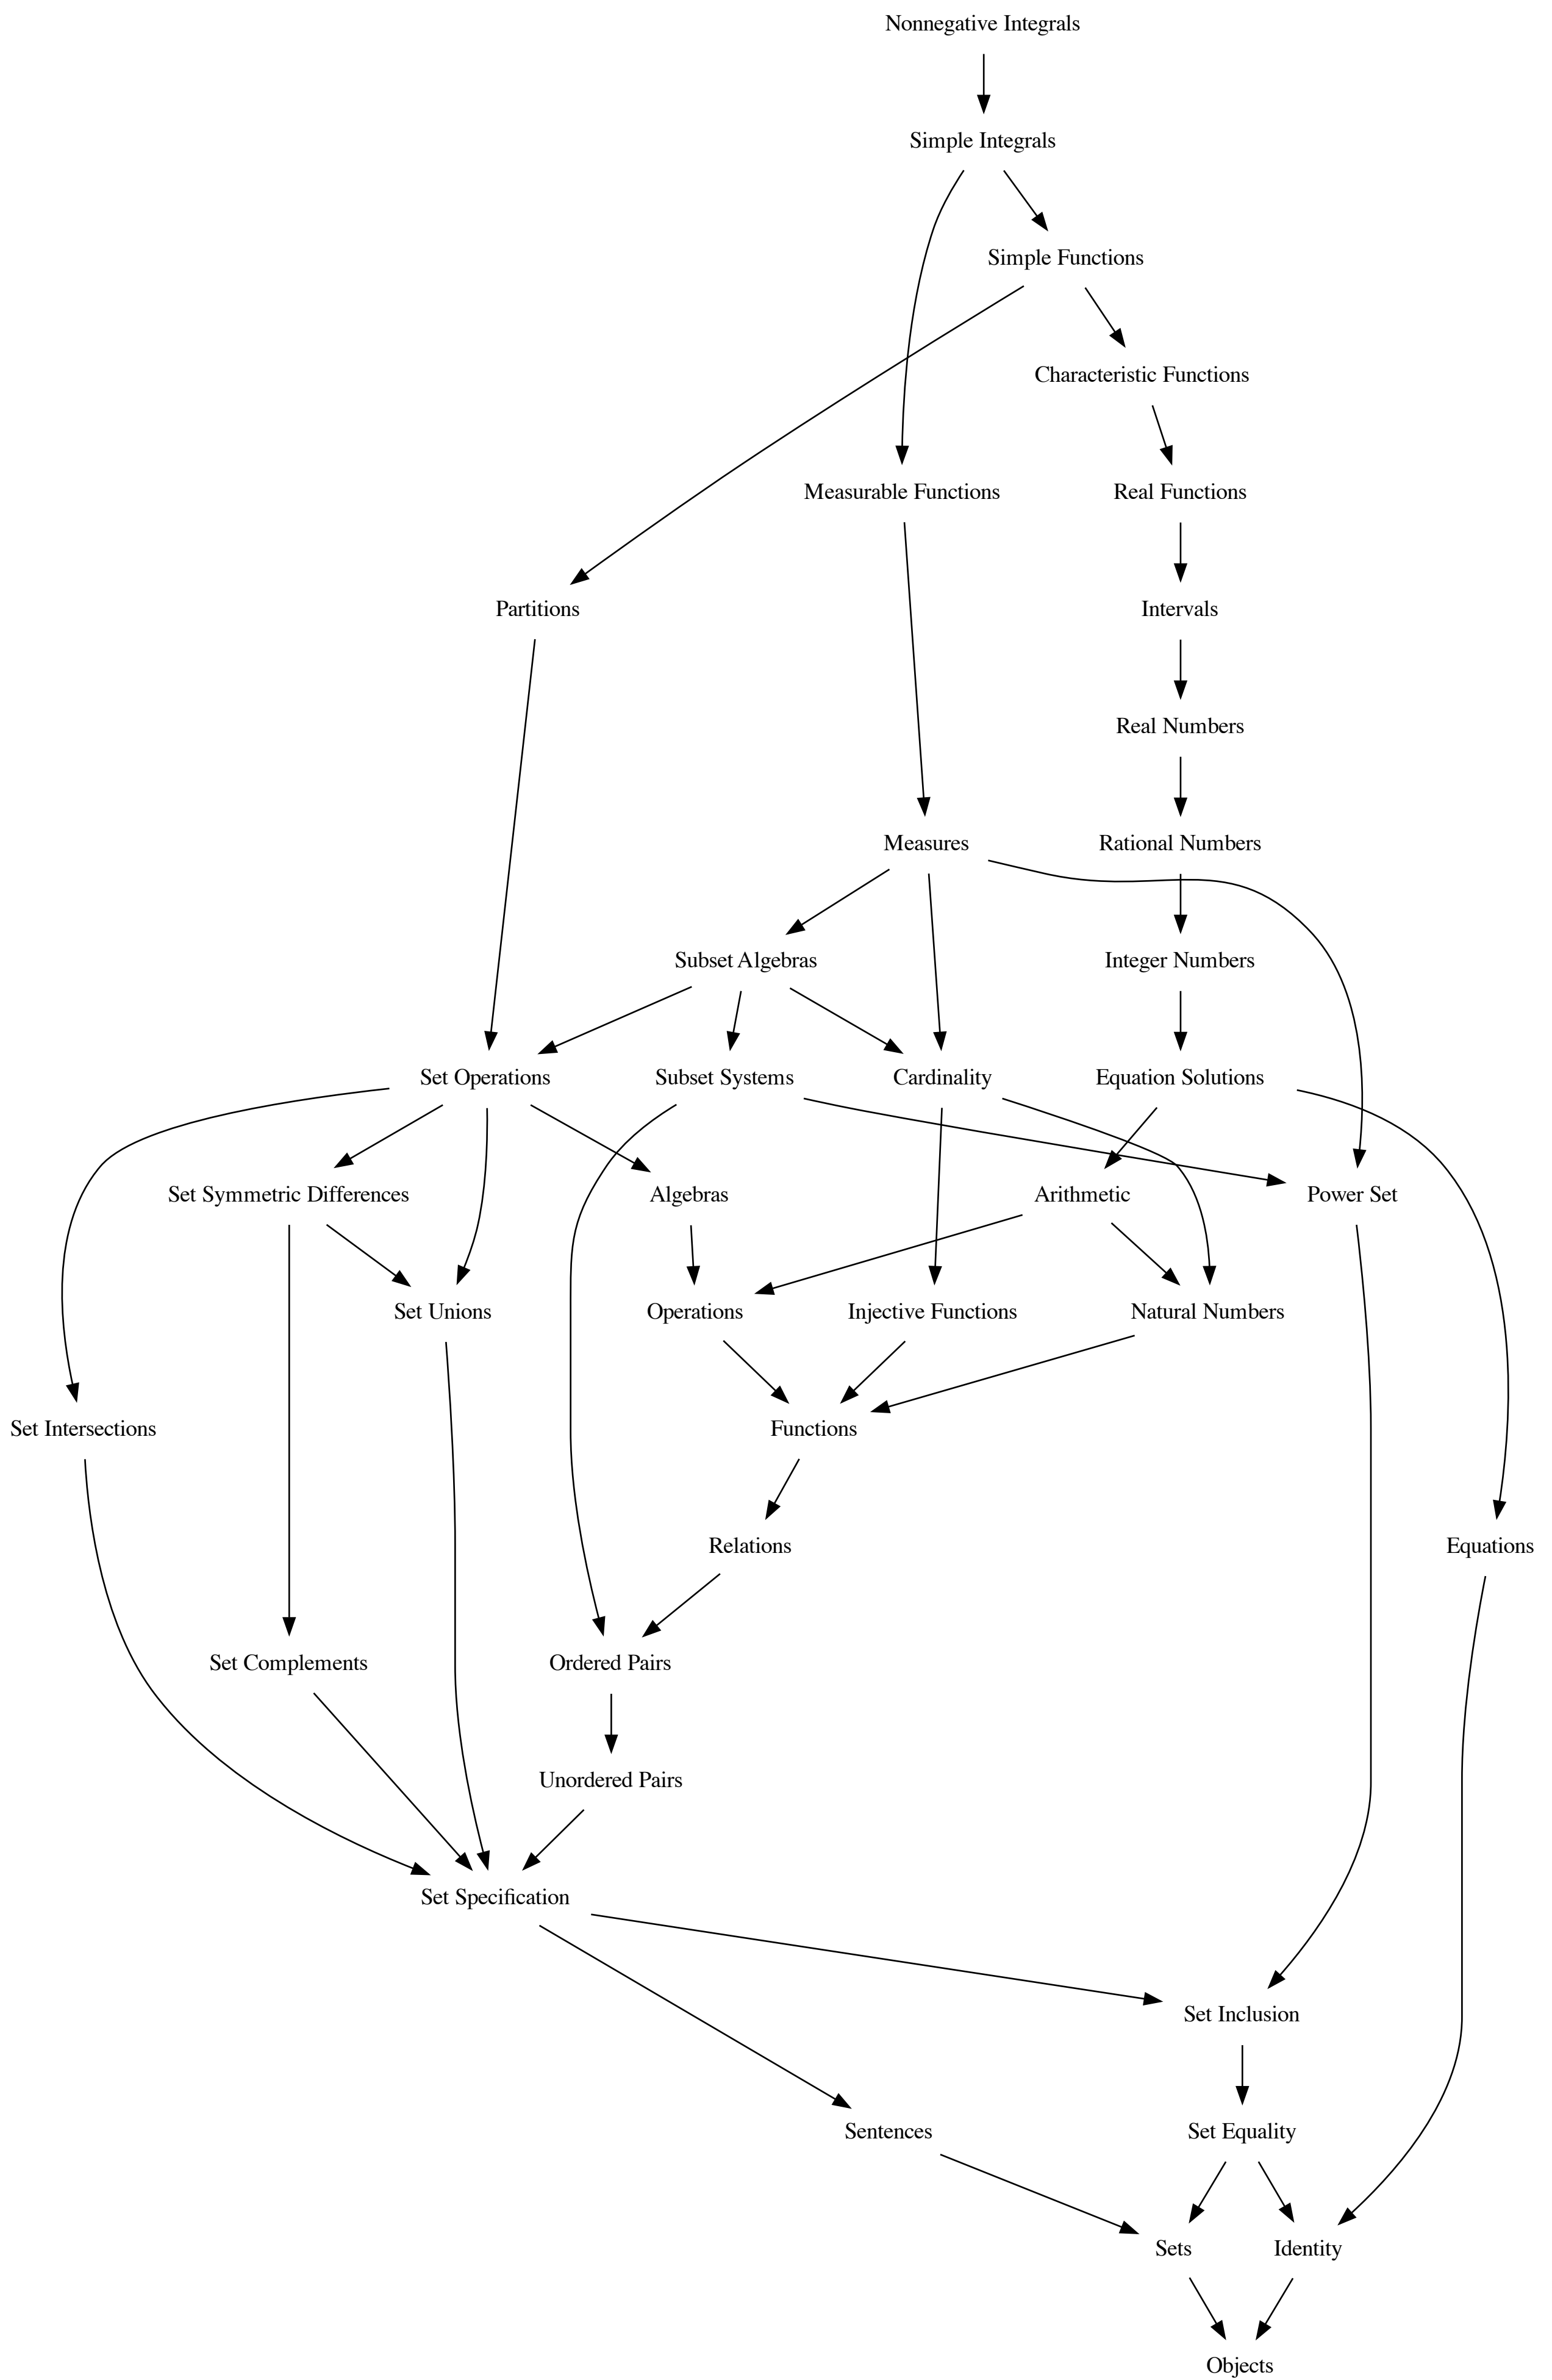 Nonnegative Integrals
Simple Integrals
Simple Functions
Characteristic Functions
Measurable Functions
Real Functions
Partitions
Intervals
Real Numbers
Measures
Rational Numbers
Subset Algebras
Integer Numbers
Set Operations
Subset Systems
Cardinality
Equation Solutions
Set Symmetric Differences
Algebras
Arithmetic
Power Set
Set Unions
Operations
Injective Functions
Natural Numbers
Set Intersections
Functions
Relations
Equations
Set Complements
Ordered Pairs
Unordered Pairs
Set Specification
Set Inclusion
Sentences
Set Equality
Sets
Identity
Objects